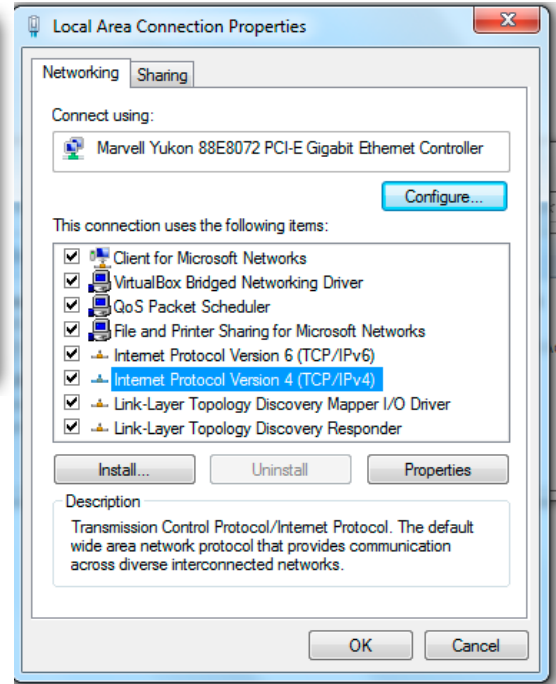 Local Area Connection Properties
Networking
Sharing
Connect using:
Marvell Yukon 88E8072 PCI-E Gigabit Ethernet Controller
Configure...
This connection uses the following items:
Client for Microsoft Networks
VirtualBox Bridged Networking Driver
QoS Packet Scheduler
File and Printer Sharing for Microsoft Networks
Internet Protocol Version 6 (TCP/IPv6)
Internet Protocol Version 4 (TCP/IPv4)
Link-Layer Topology Discovery Mapper I/O Driver
Link-Layer Topology Discovery Responder
Install...
Uninstall
Properties
Description
Transmission Control Protocol/Internet Protocol. The default
wide area network protocol that provides communication
across diverse interconnected networks.
OK
Cancel